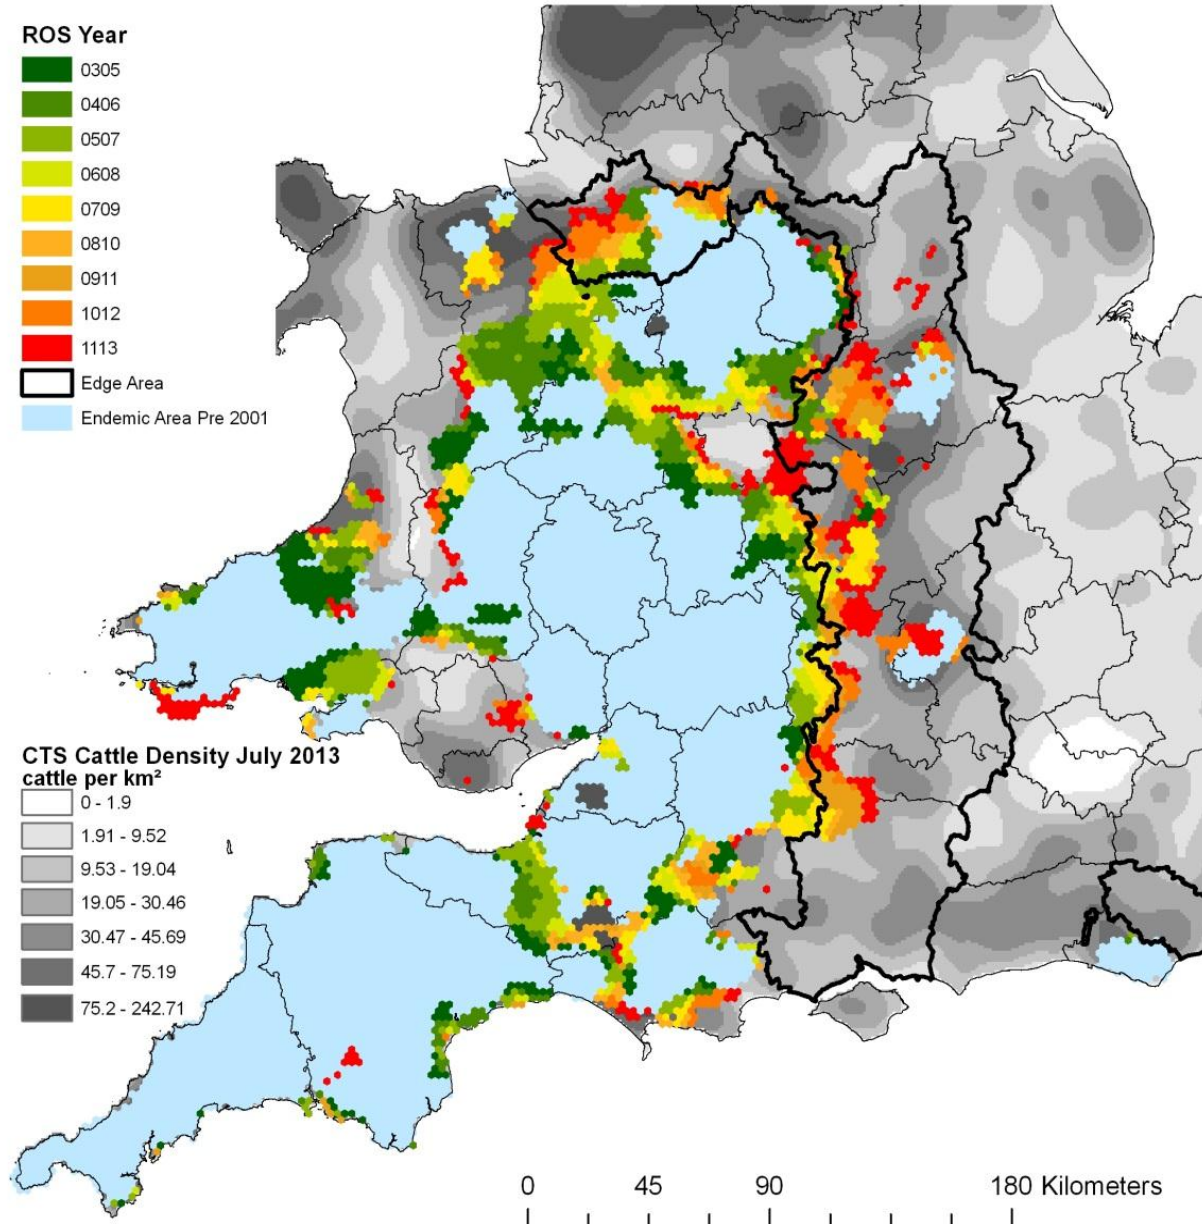 ROS Year
0305
0406
0507
0608
0709
0810
0911
1012
1113
Edge Area
Endemic Area Pre 2001
CTS Cattle Density July 2013
cattle per km²
0 - 1.9
1.91 - 9.52
9.53 - 19.04
19.05 - 30.46
30.47 - 45.69
45.7 - 75.19
75.2 - 242.71
0 45 90 180 Kilometers